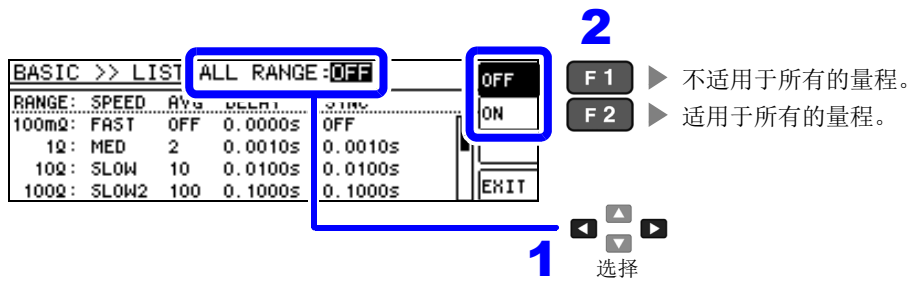 2
BASIC >> LIST ALL RANGE:OFF
OFF
F1 ▶ 不适用于所有的量程。
RANGE: SPEED AVG DELAY SYNC
ON
F2 ▶ 适用于所有的量程。
100mΩ: FAST OFF 0.0000s OFF
1Ω: MED 2 0.0010s 0.0010s
10Ω: SLOW 10 0.0100s 0.0100s
100Ω: SLOW2 100 0.1000s 0.1000s
EXIT
1
选择